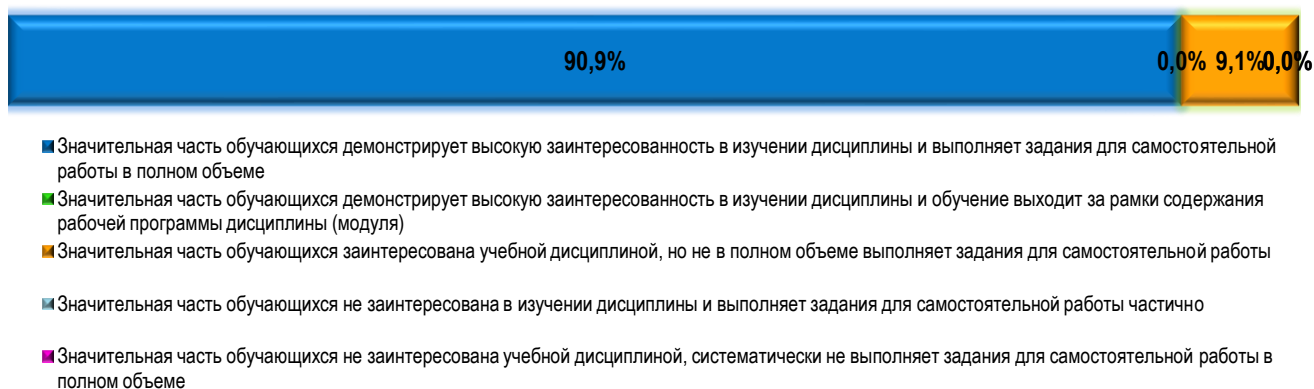 90,9%
0,0% 9,1% 0,0%
Значительная часть обучающихся демонстрирует высокую заинтересованность в изучении дисциплины и выполняет задания для самостоятельной
работы в полном объеме
Значительная часть обучающихся демонстрирует высокую заинтересованность в изучении дисциплины и обучение выходит за рамки содержания
рабочей программы дисциплины (модуля)
Значительная часть обучающихся заинтересована учебной дисциплиной, но не в полном объеме выполняет задания для самостоятельной работы
Значительная часть обучающихся не заинтересована в изучении дисциплины и выполняет задания для самостоятельной работы частично
Значительная часть обучающихся не заинтересована учебной дисциплиной, систематически не выполняет задания для самостоятельной работы в
полном объеме